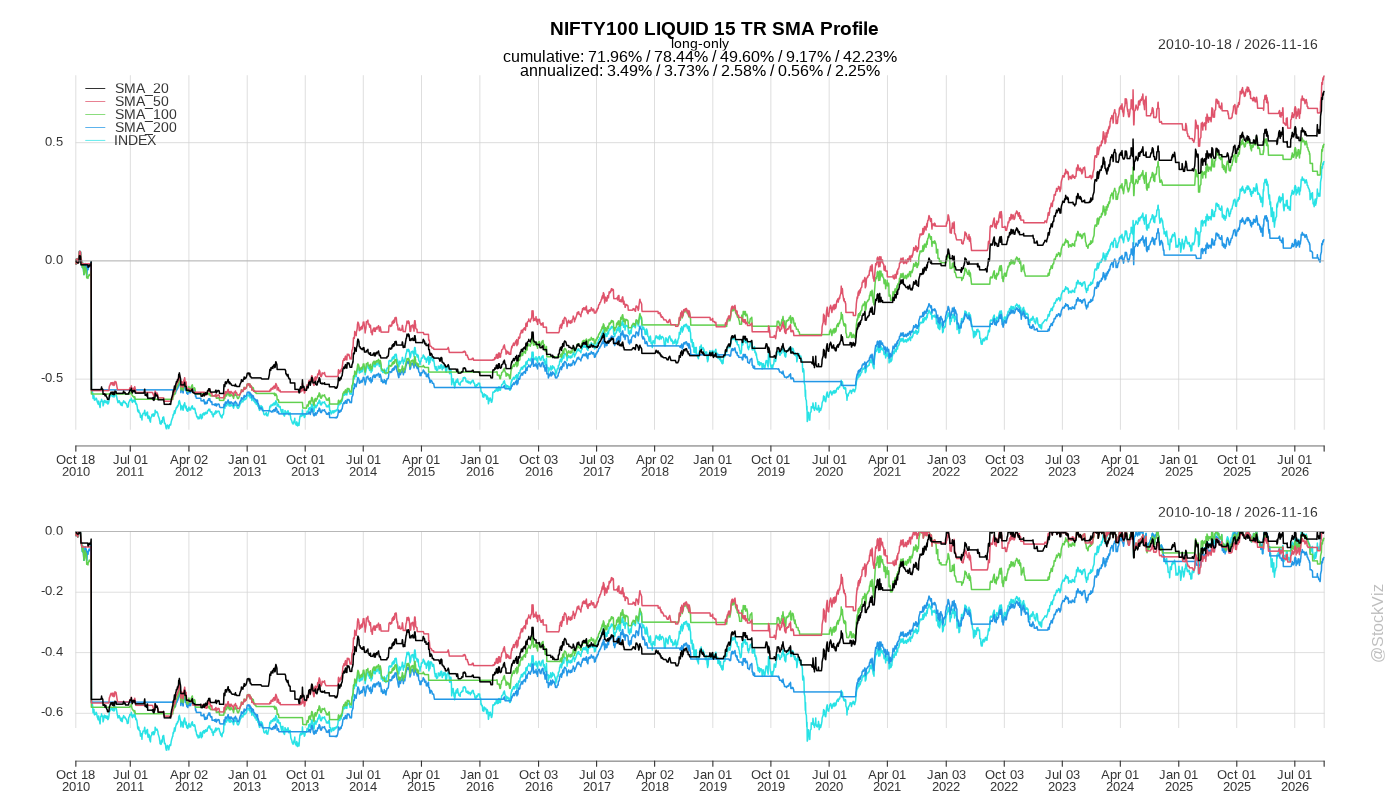 NIFTY100 LIQUID 15 TR SMA Profile
long-only
cumulative: 71.96% / 78.44% / 49.60% / 9.17% / 42.23%
annualized: 3.49% / 3.73% / 2.58% / 0.56% / 2.25%
2010-10-18 / 2026-11-16
SMA_20
SMA_50
SMA_100
SMA_200
INDEX
0.5
0.0
-0.5
Oct 18 Jul 01 Apr 02 Jan 01 Oct 01 Jul 01 Apr 01 Jan 01 Oct 03 Jul 03 Apr 02 Jan 01 Oct 01 Jul 01 Apr 01 Jan 03 Oct 03 Jul 03 Apr 01 Jan 01 Oct 01 Jul 01
2010 2011 2012 2013 2013 2014 2015 2016 2016 2017 2018 2019 2019 2020 2021 2022 2022 2023 2024 2025 2025 2026
2010-10-18 / 2026-11-16
0.0
-0.2
-0.4
-0.6
Oct 18 Jul 01 Apr 02 Jan 01 Oct 01 Jul 01 Apr 01 Jan 01 Oct 03 Jul 03 Apr 02 Jan 01 Oct 01 Jul 01 Apr 01 Jan 03 Oct 03 Jul 03 Apr 01 Jan 01 Oct 01 Jul 01
2010 2011 2012 2013 2013 2014 2015 2016 2016 2017 2018 2019 2019 2020 2021 2022 2022 2023 2024 2025 2025 2026
@StockViz